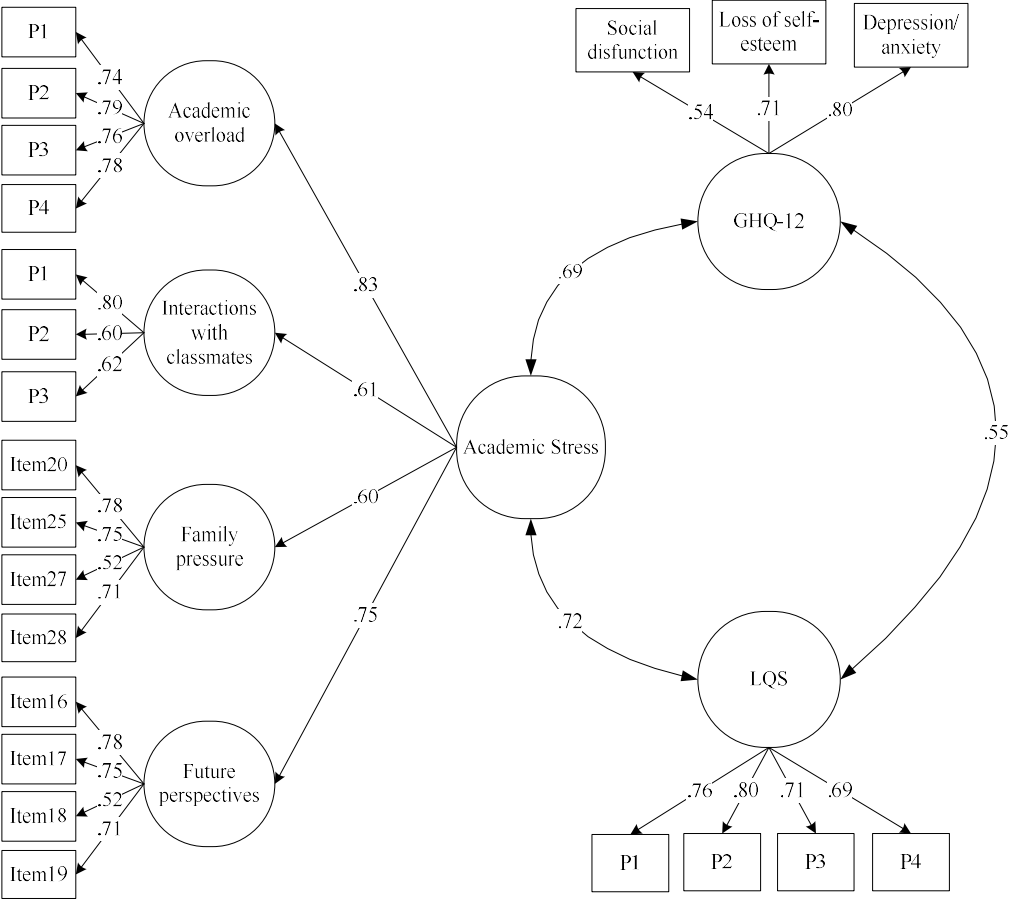 P1
P2
P3
P4
.74
.79
.76
.78
Academic
overload
P1
P2
P3
.80
.60
.62
Interactions
with
classmates
Item20
Item25
Item27
Item28
.78
.75
.52
.71
Family
pressure
Item16
Item17
Item18
Item19
.78
.75
.52
.71
Future
perspectives
.83
.61
.60
.75
Academic Stress
.69
.72
.55
Social
disfunction
Loss of self-
esteem
Depression/
anxiety
.54
.71
.80
GHQ-12
LQS
.76
.80
.71
.69
P1
P2
P3
P4